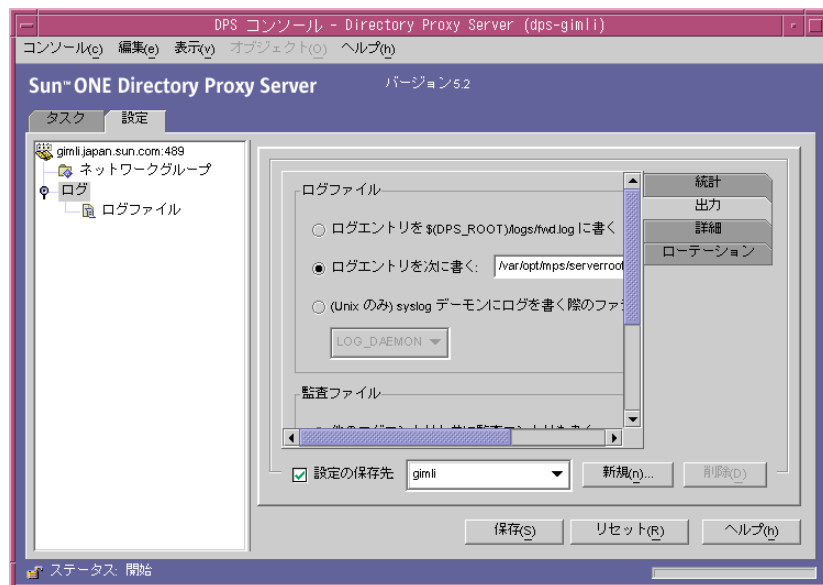 DPS コンソール - Directory Proxy Server (dps-gimli)
コンソール(c) 編集(e) 表示(v) オブジェクト(O) ヘルプ(h)
Sun™ ONE Directory Proxy Server バージョン5.2
タスク 設定
gimli.japan.sun.com:489
ネットワークグループ
ログ
ログファイル
ログファイル
ログエントリを $(DPS_ROOT)/logs/fwd.log に書く
ログエントリを次に書く: /var/opt/mps/serverroot
(Unix のみ) syslog デーモンにログを書く際のファ
LOG_DAEMON
監査ファイル
統計
出力
詳細
ローテーション
設定の保存先 gimli 新規(n)... 削除(D)
保存(S) リセット(R) ヘルプ(h)
ステータス: 開始